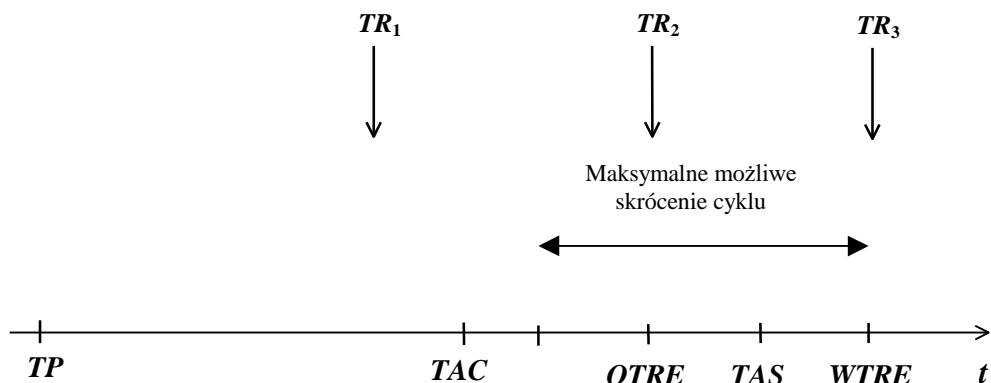 TR₁ TR₂ TR₃
Maksymalne możliwe
skrócenie cyklu
TP TAC OTRE TAS WTRE t